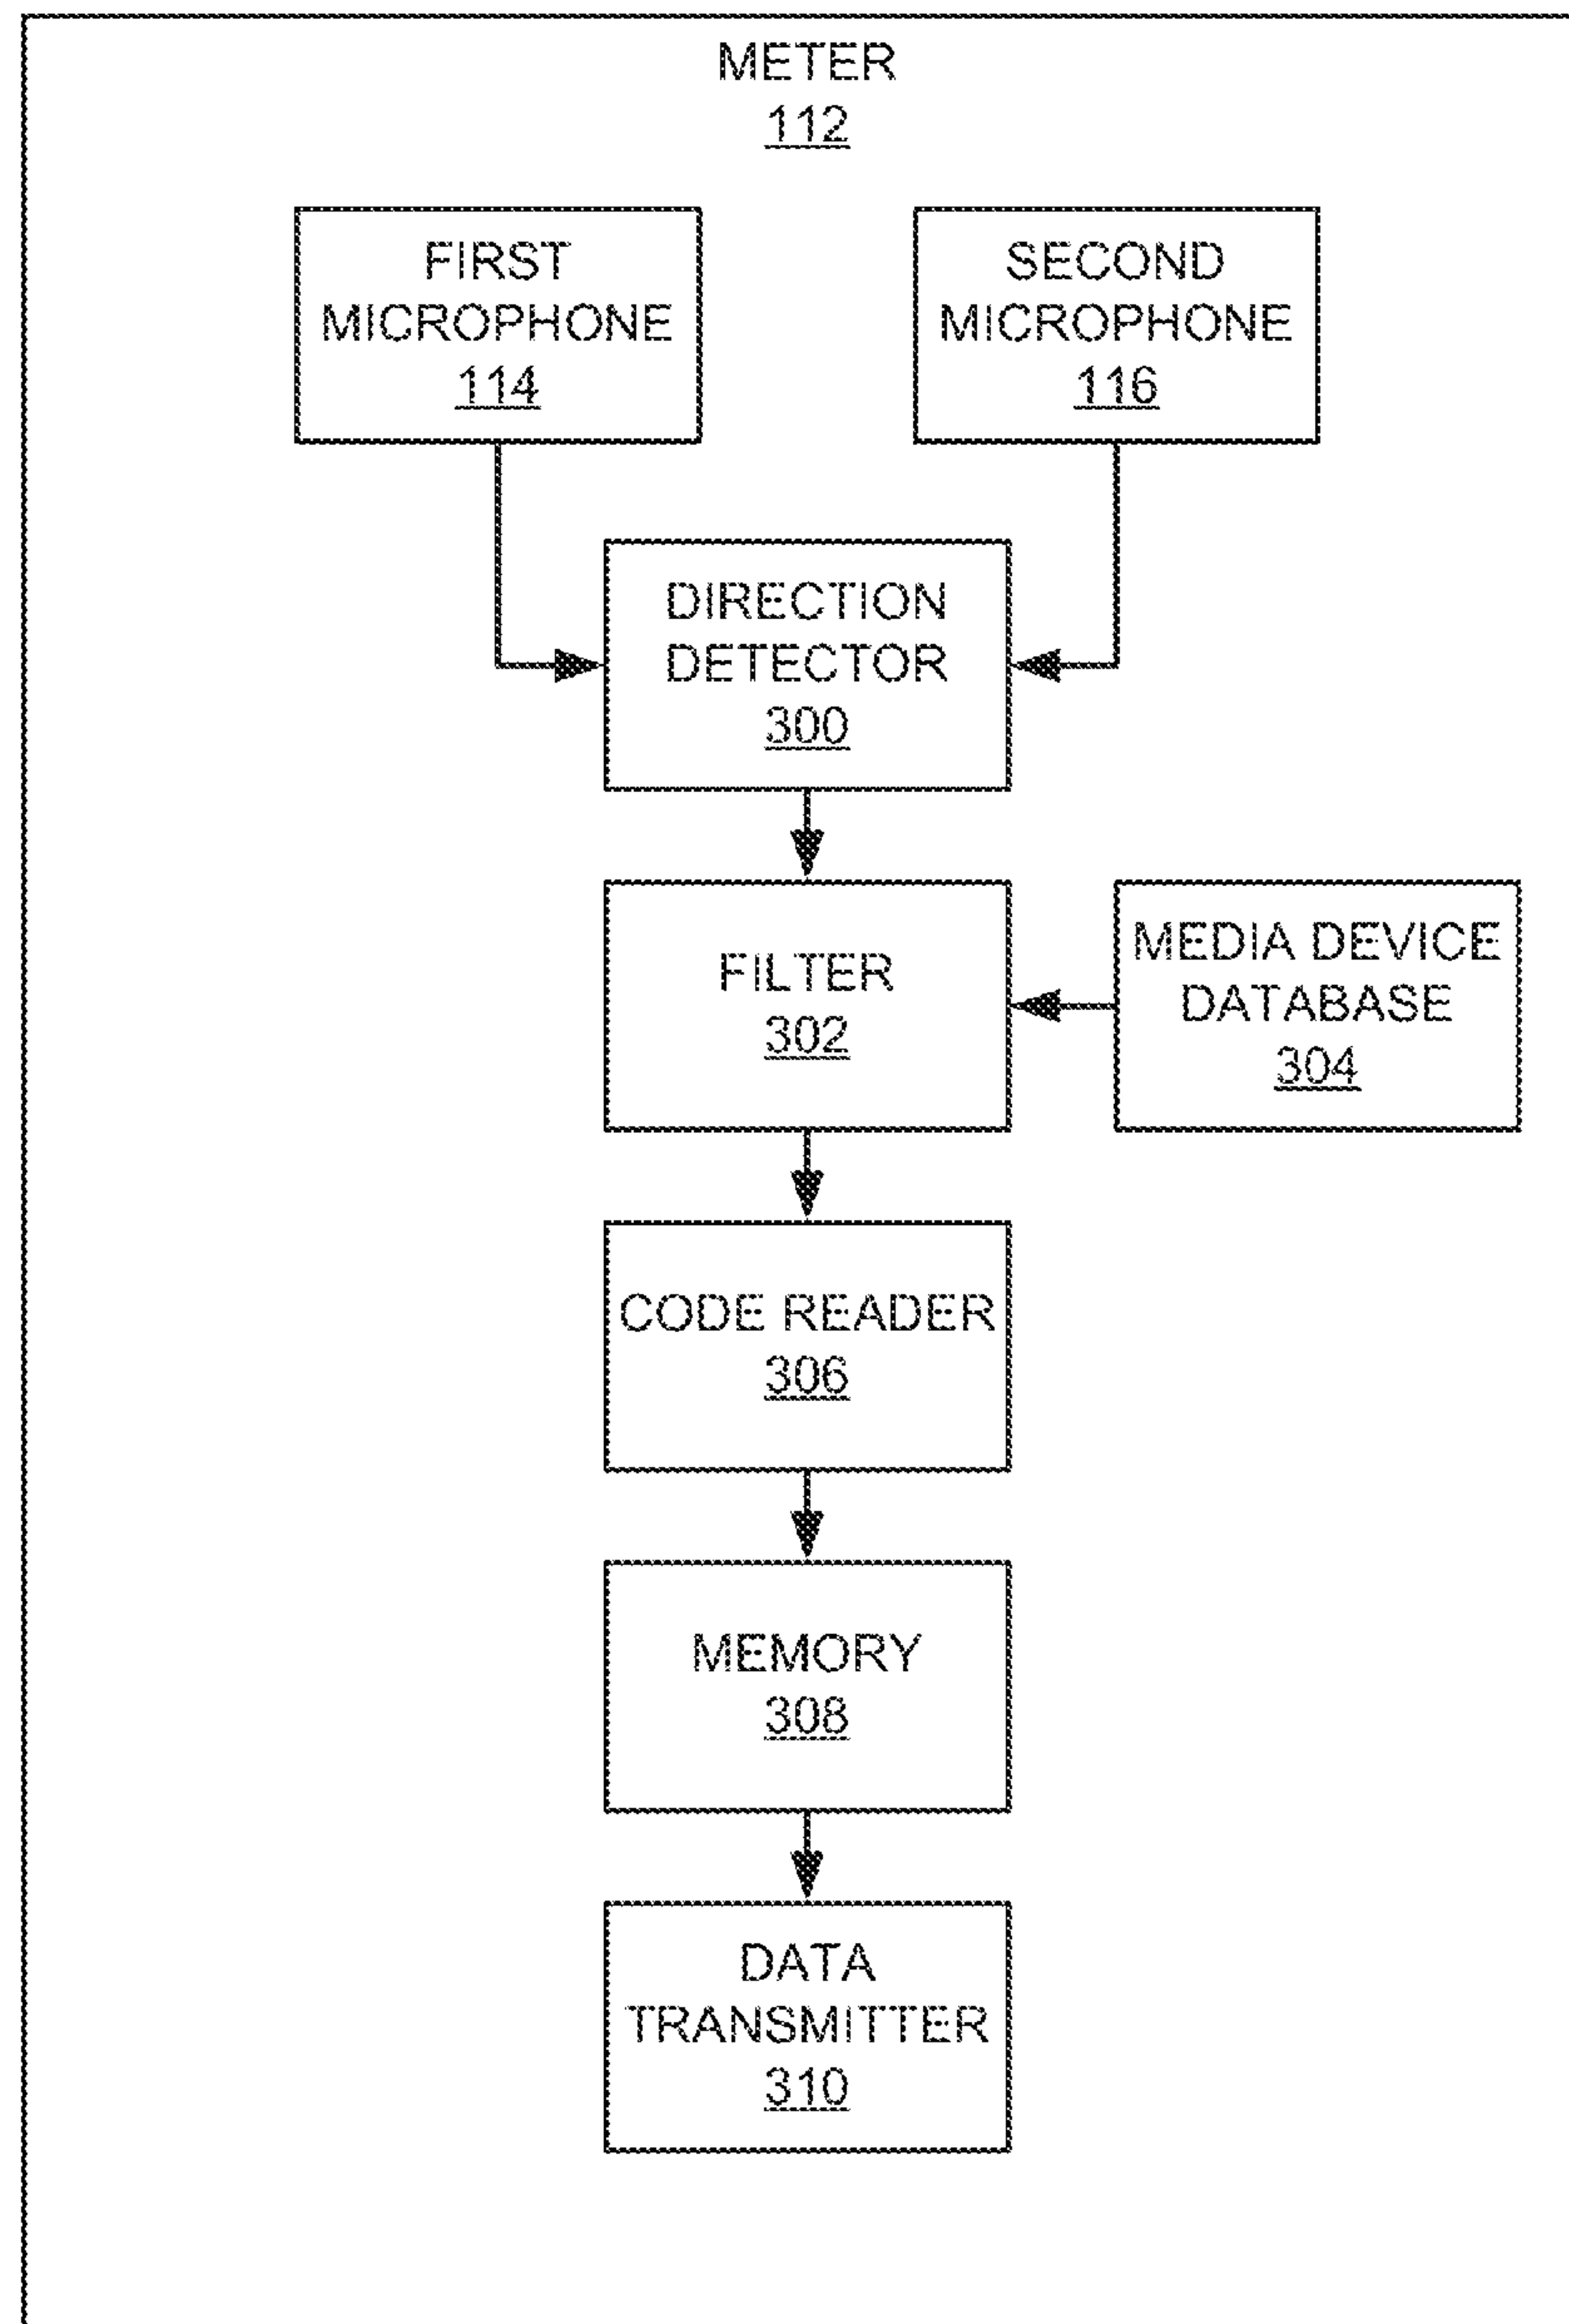 METER
112
FIRST
MICROPHONE
114
SECOND
MICROPHONE
116
DIRECTION
DETECTOR
300
FILTER
302
MEDIA DEVICE
DATABASE
304
CODE READER
306
MEMORY
308
DATA
TRANSMITTER
310